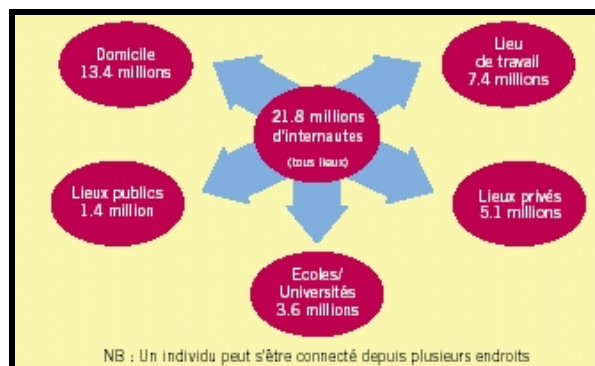 Domicile
13.4 millions
Lieu
de travail
7.4 millions
21.8 millions
d'internautes
(tous lieux)
Lieux publics
1.4 million
Lieux privés
5.1 millions
Ecoles/
Universités
3.6 millions
NB : Un individu peut s'être connecté depuis plusieurs endroits